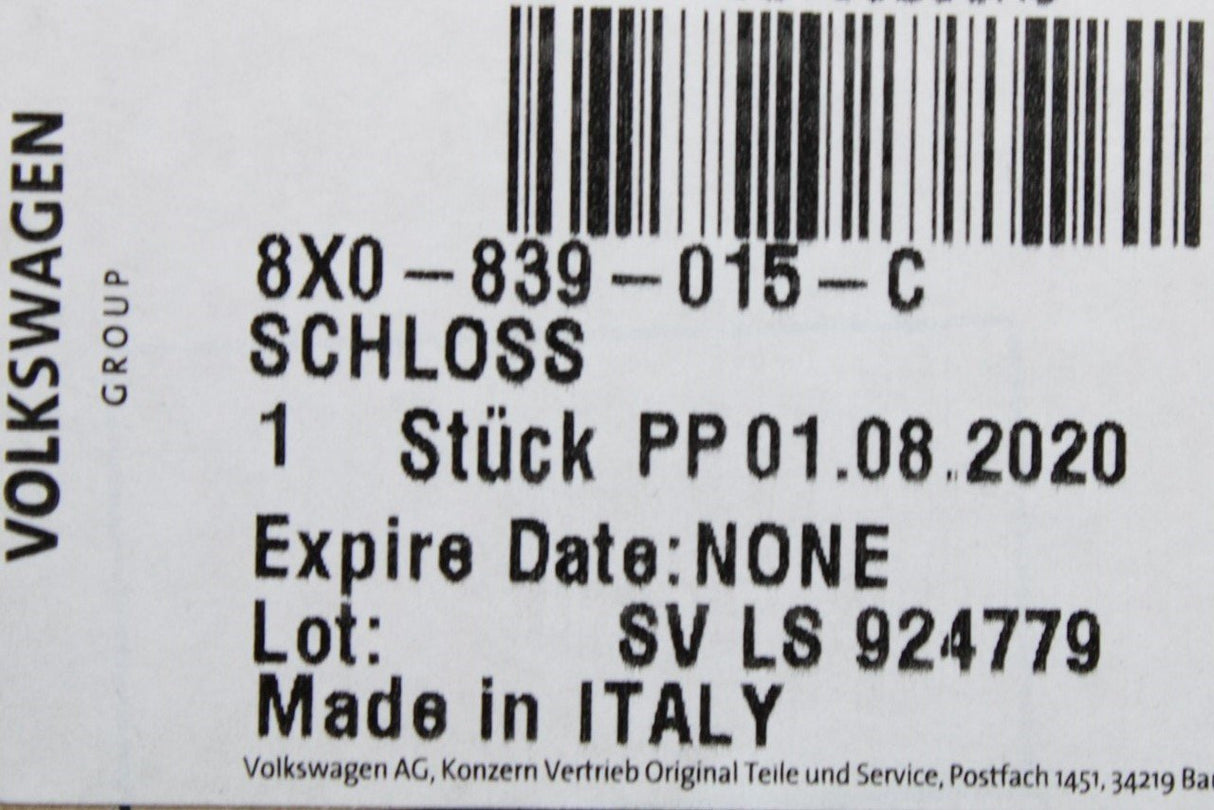 VOLKSWAGEN
GROUP
8X0-839-015-C
SCHLOSS
1 Stück PP 01.08.2020
Expire Date:NONE
Lot: SV LS 924779
Made in ITALY
Volkswagen AG, Konzern Vertrieb Original Teile und Service, Postfach 1451, 34219